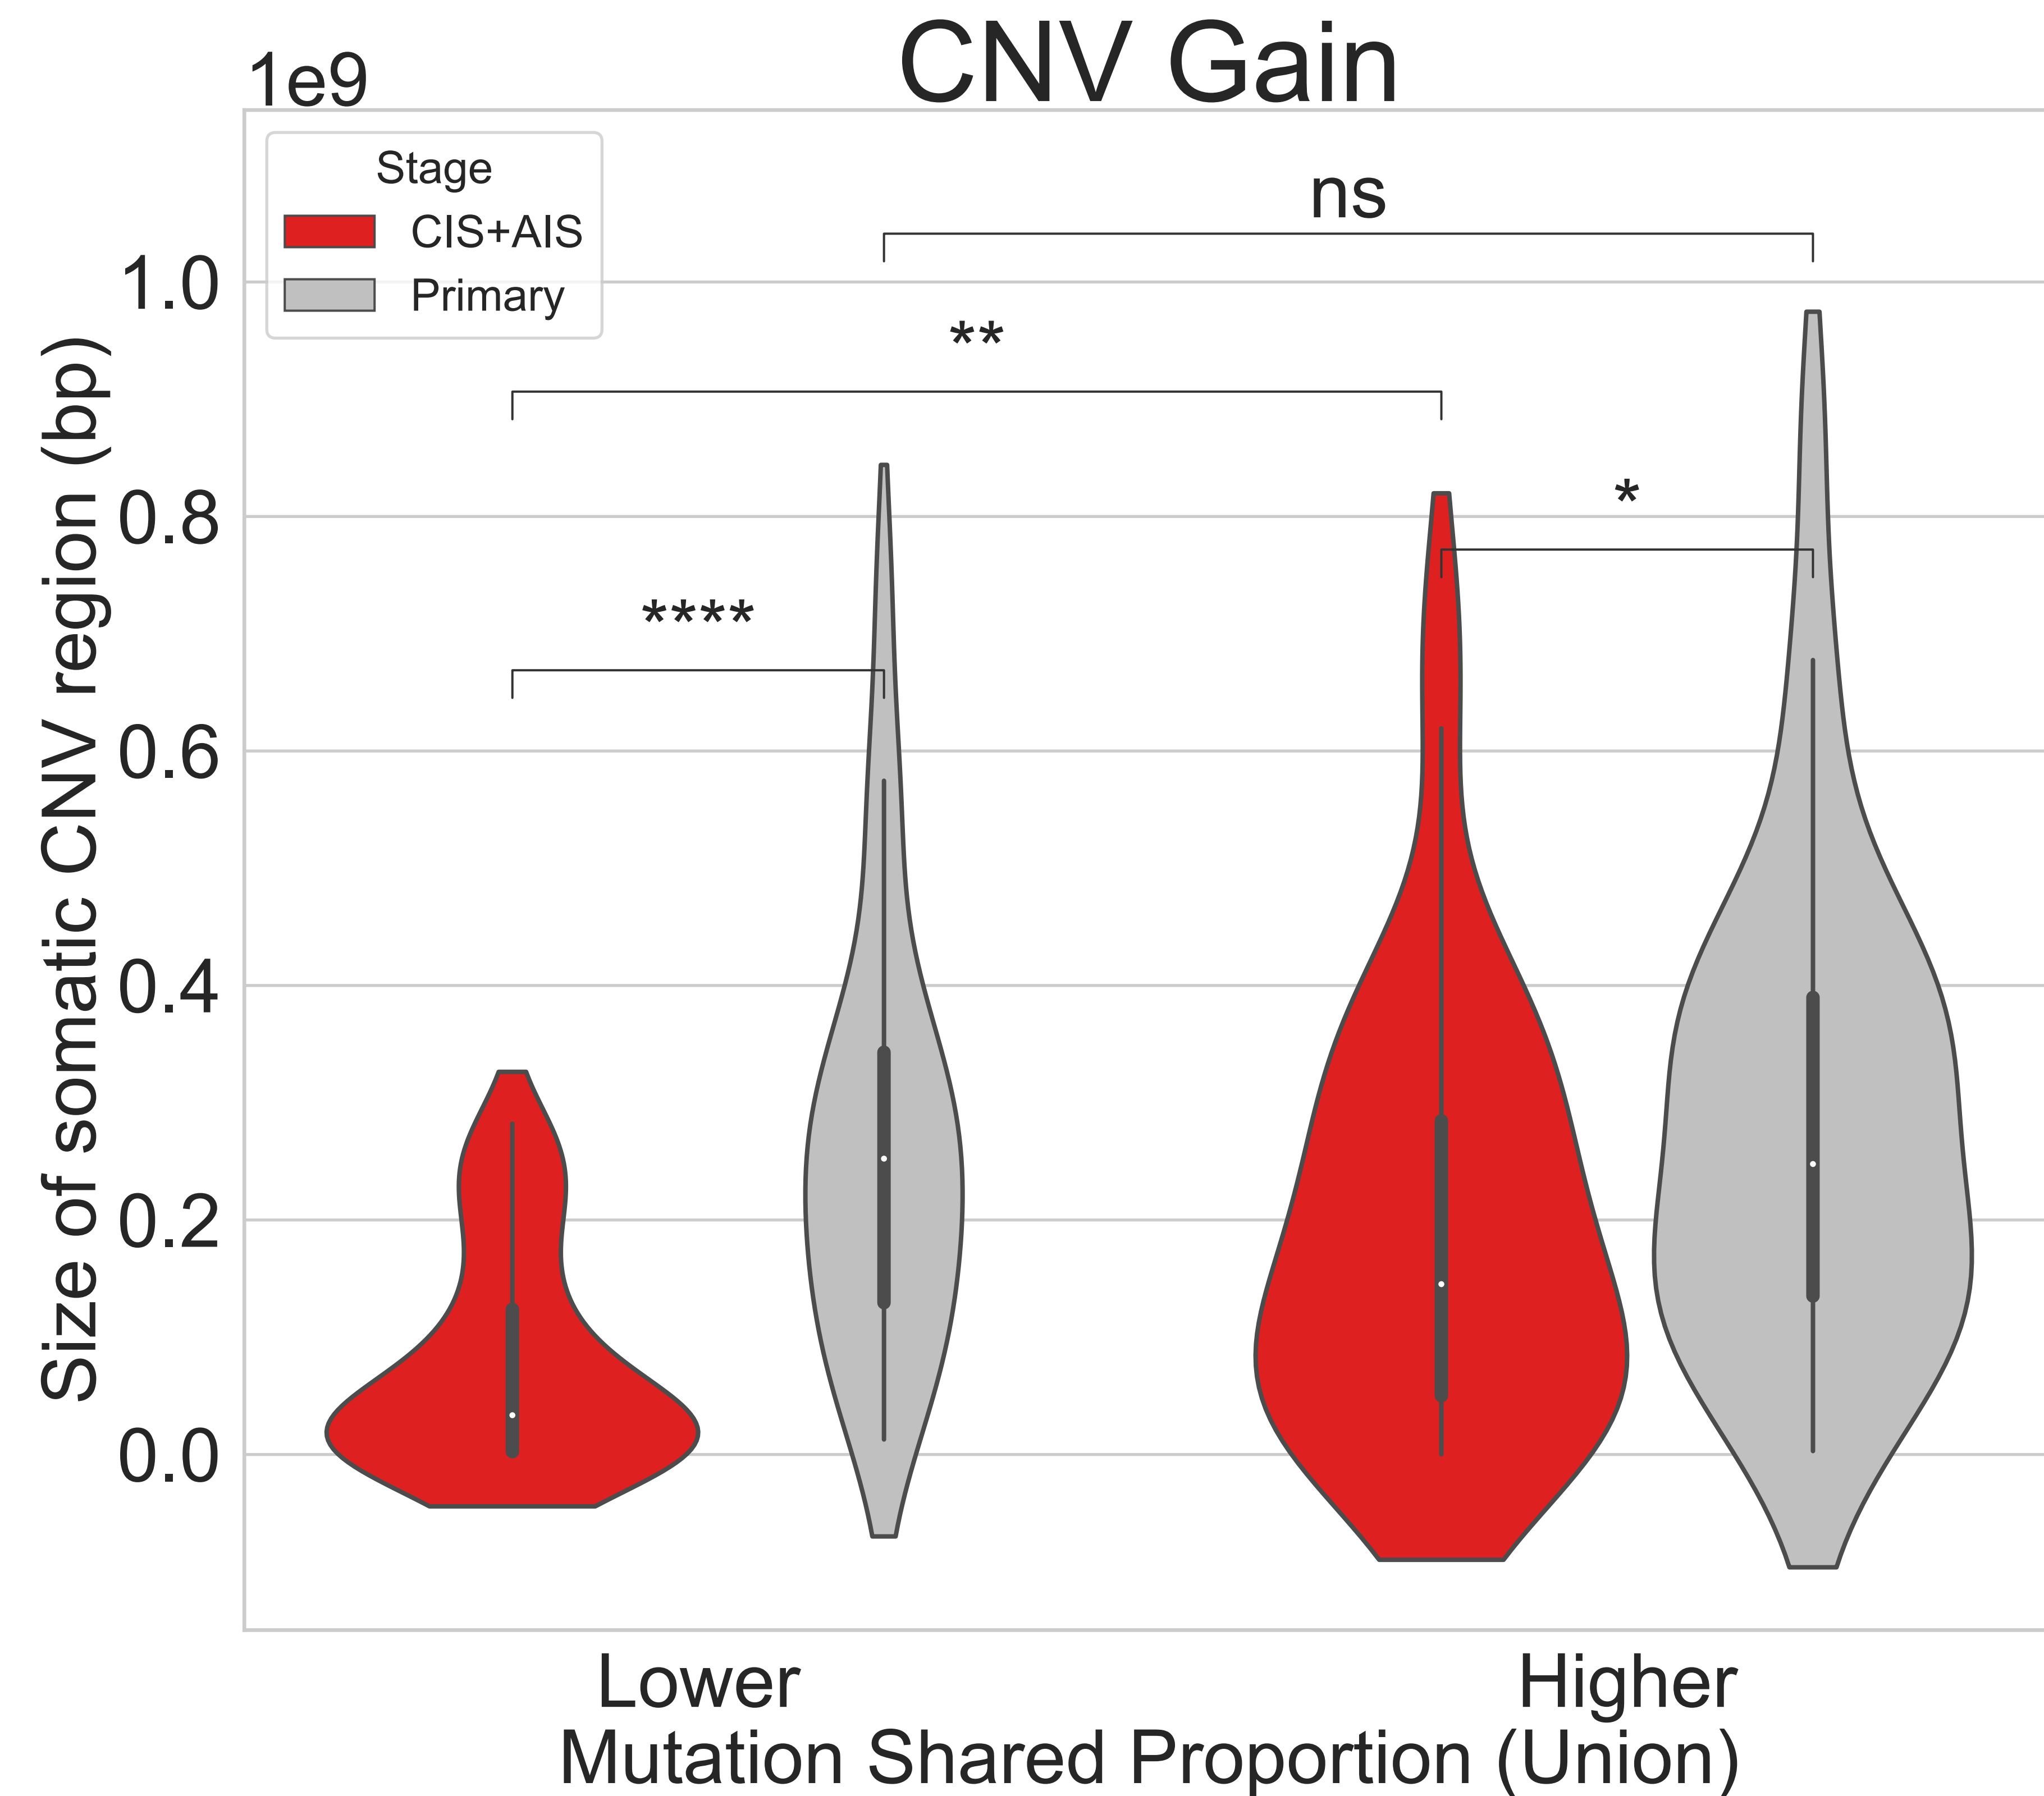 CNV Gain
1e9
Stage
CIS+AIS
Primary
ns
**
*
****
1.0
0.8
0.6
0.4
0.2
0.0
Size of somatic CNV region (bp)
Lower Higher
Mutation Shared Proportion (Union)